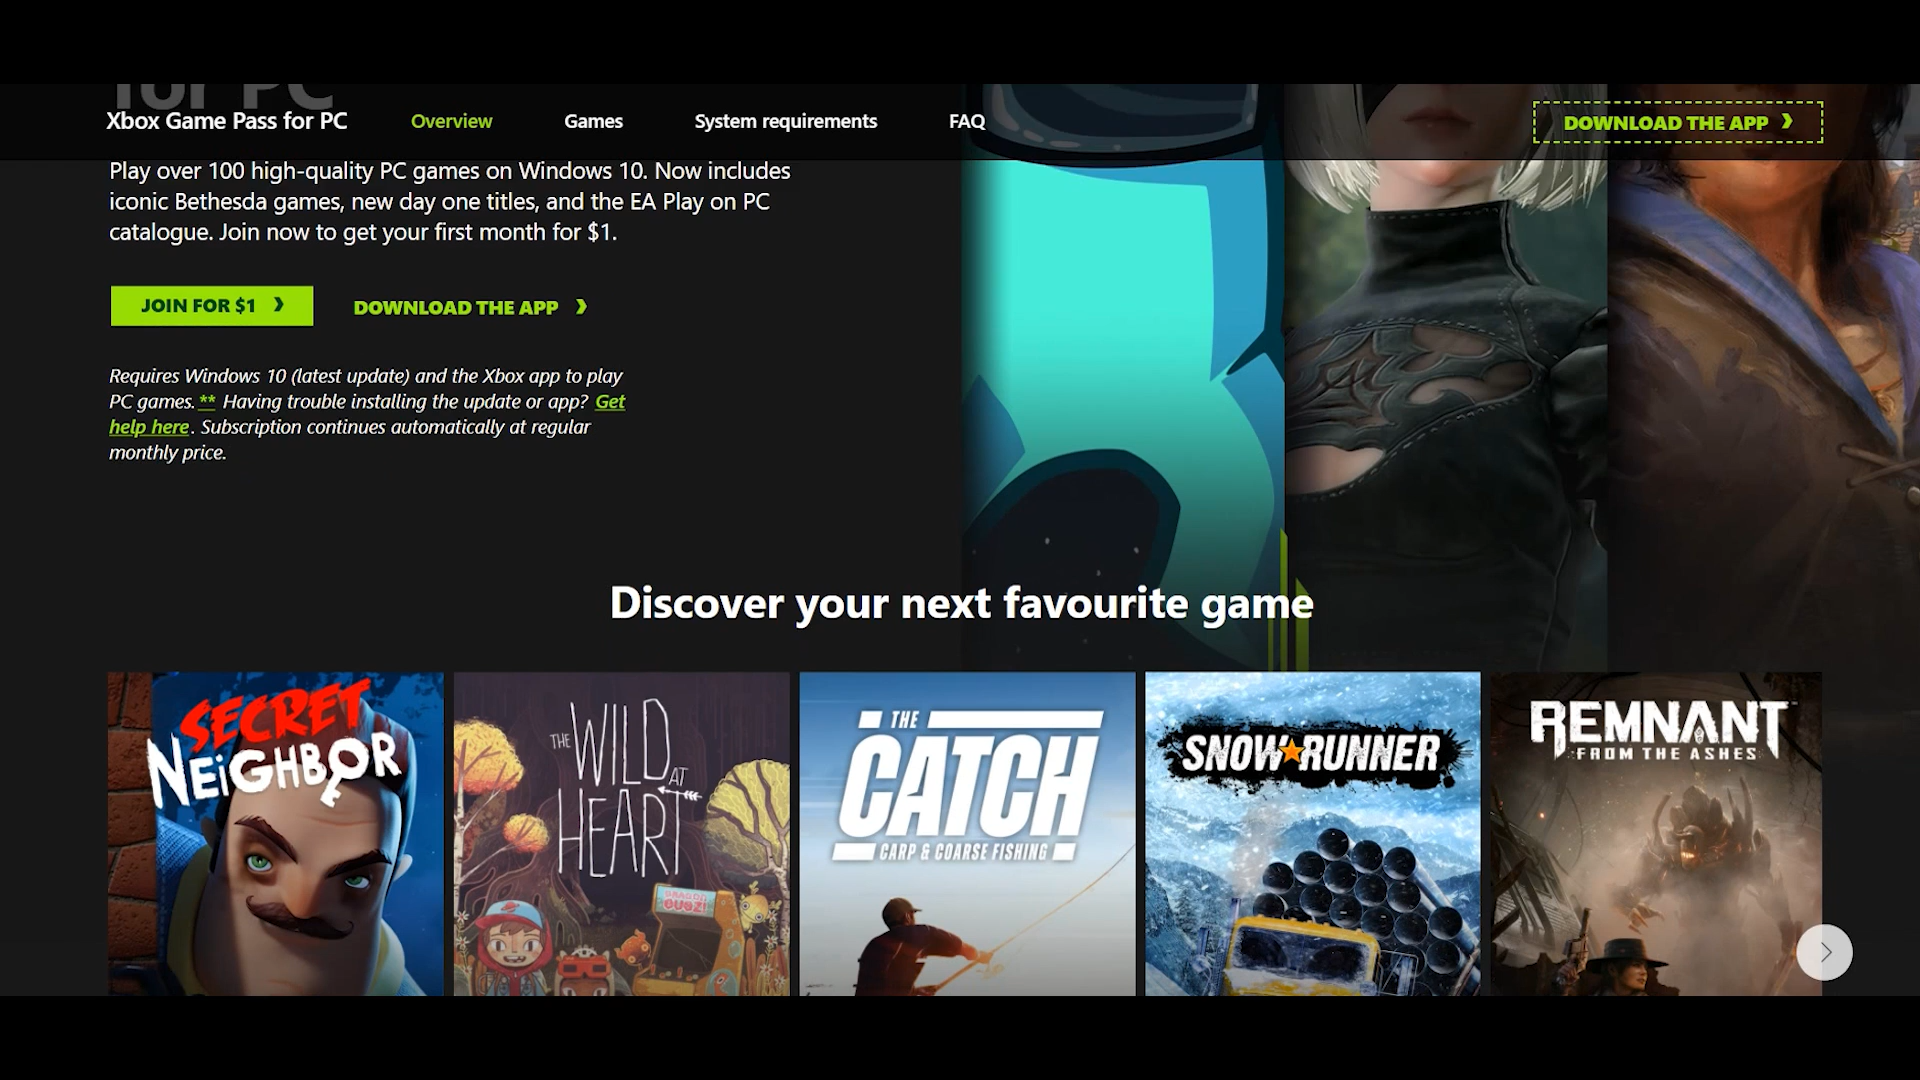 for PC
Xbox Game Pass for PC
Overview
Games
System requirements
FAQ
DOWNLOAD THE APP
Play over 100 high-quality PC games on Windows 10. Now includes
iconic Bethesda games, new day one titles, and the EA Play on PC
catalogue. Join now to get your first month for $1.
JOIN FOR $1
DOWNLOAD THE APP
Requires Windows 10 (latest update) and the Xbox app to play
PC games.** Having trouble installing the update or app? Get
help here. Subscription continues automatically at regular
monthly price.
Discover your next favourite game
SECRET
NEiGHBOR
THE WILD AT
HEART
DRAGON
BUGZ!
THE
CATCH
CARP & COARSE FISHING
SNOWRUNNER
REMNANT
FROM THE ASHES